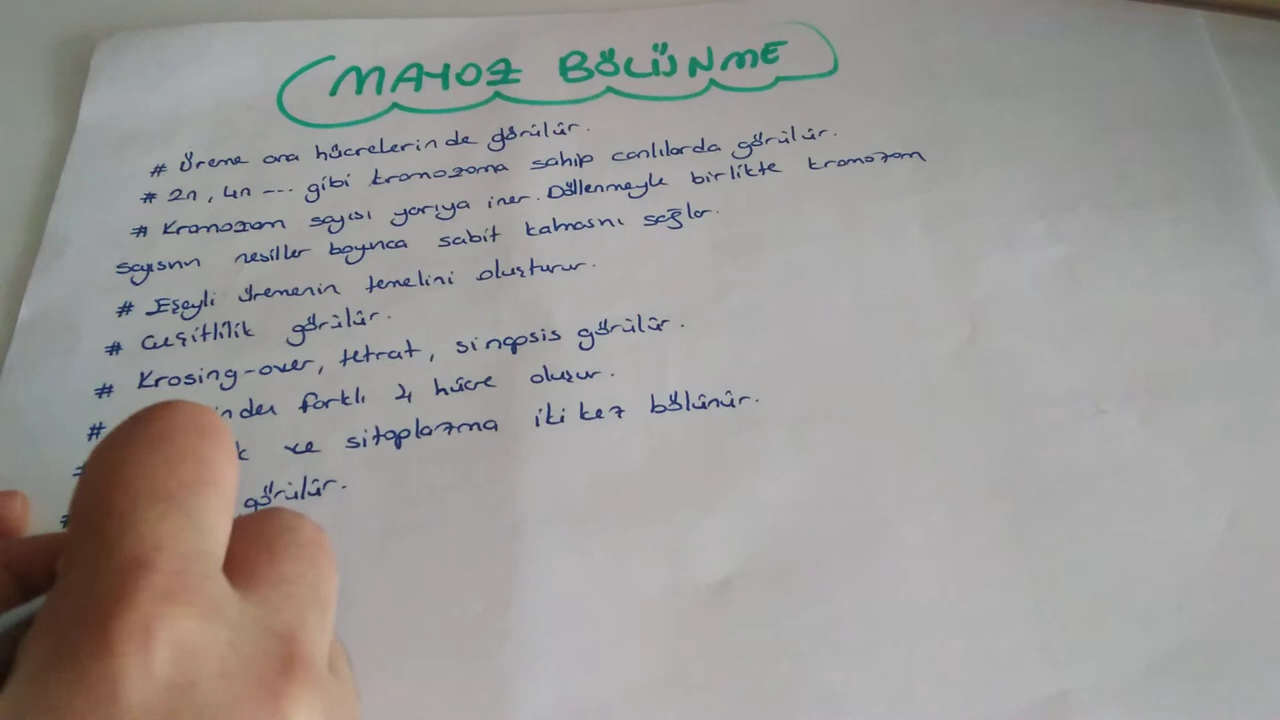 MAYOZ BÖLÜNME
# Üreme ana hücrelerinde görülür.
# 2n, 4n --- gibi kromozoma sahip canlılarda görülür.
# Kromozom sayısı yarıya iner. Döllenmeyle birlikte kromozom
sayısnın nesiller boyunca sabit kalmasnı sağlar.
# Eşeyli üremenin temelini oluşturur.
# Çeşitlilik görülür.
# Krosing-over, tetrat, sinapsis görülür.
# farklı 4 hücre oluşur.
ve sitoplazma iki kez bölünür.
görülür.